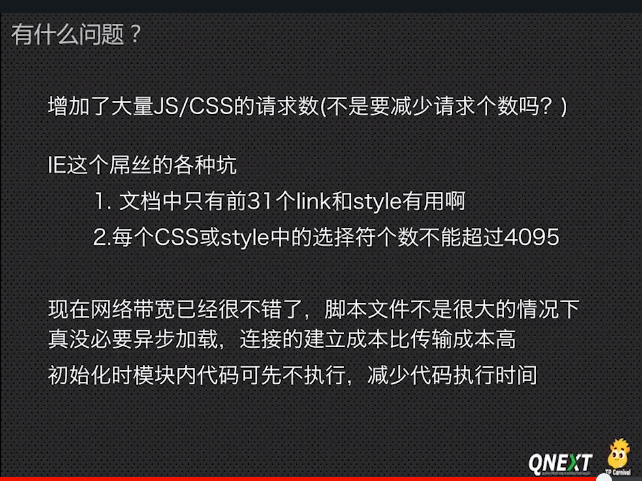 有什么问题？
增加了大量JS/CSS的请求数(不是要减少请求个数吗？)
IE这个屌丝的各种坑
1. 文档中只有前31个link和style有用啊
2.每个CSS或style中的选择符个数不能超过4095
现在网络带宽已经很不错了，脚本文件不是很大的情况下
真没必要异步加载，连接的建立成本比传输成本高
初始化时模块内代码可先不执行，减少代码执行时间
QNEXT
TP Carnival